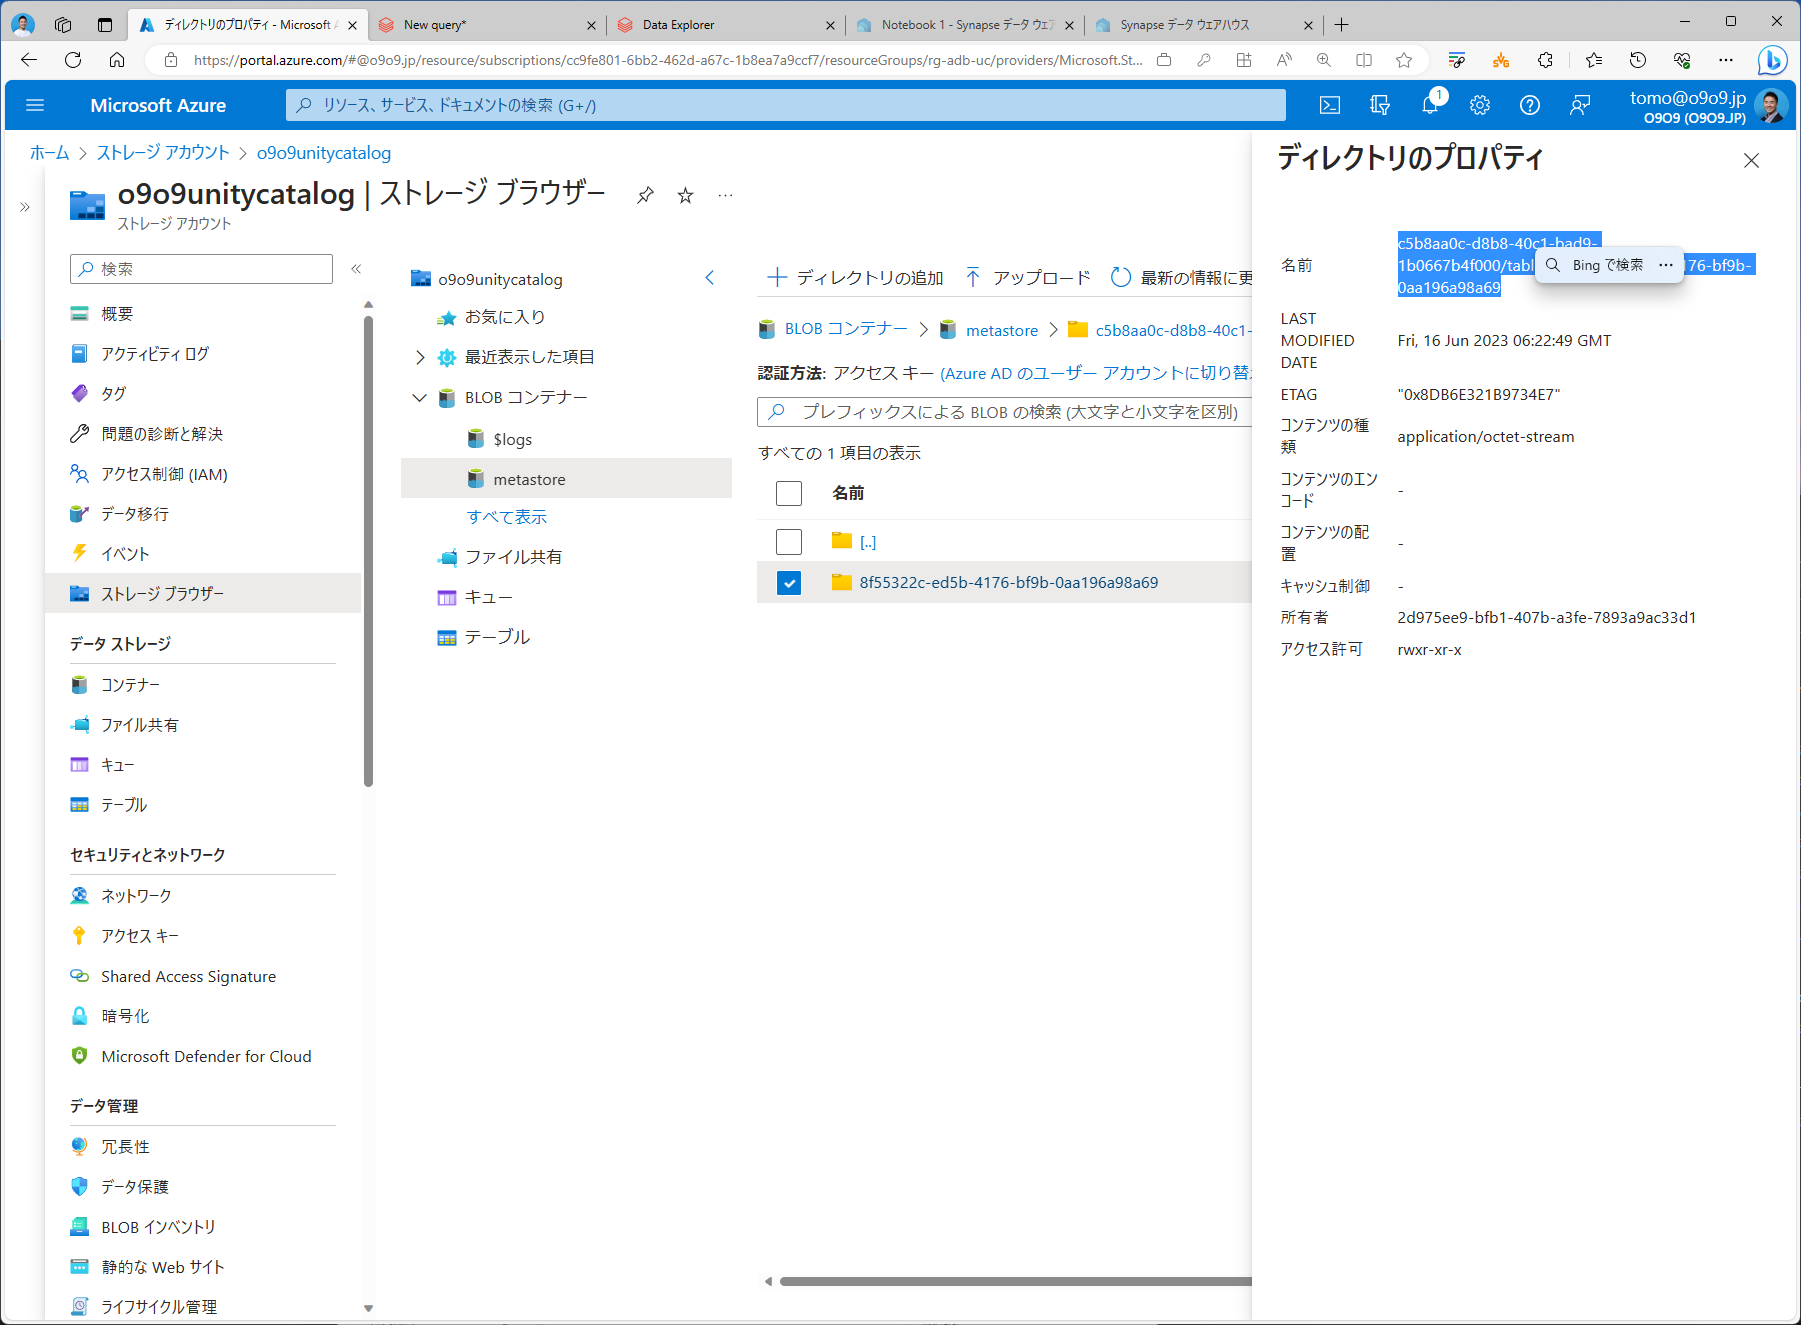 ディレクトリのプロパティ - Microsoft A
New query*
Data Explorer
Notebook 1 - Synapse データ ウェア
Synapse データ ウェアハウス
https://portal.azure.com/#@o9o9.jp/resource/subscriptions/cc9fe801-6bb2-462d-a67c-1b8ea7a9ccf7/resourceGroups/rg-adb-uc/providers/Microsoft.St...
Microsoft Azure
リソース、サービス、ドキュメントの検索 (G+/)
1
tomo@o9o9.jp
O9O9 (O9O9.JP)
ホーム > ストレージ アカウント > o9o9unitycatalog
o9o9unitycatalog | ストレージ ブラウザー
ストレージ アカウント
検索
概要
アクティビティ ログ
タグ
問題の診断と解決
アクセス制御 (IAM)
データ移行
イベント
ストレージ ブラウザー
データ ストレージ
コンテナー
ファイル共有
キュー
テーブル
セキュリティとネットワーク
ネットワーク
アクセス キー
Shared Access Signature
暗号化
Microsoft Defender for Cloud
データ管理
冗長性
データ保護
BLOB インベントリ
静的な Web サイト
ライフサイクル管理
o9o9unitycatalog
お気に入り
最近表示した項目
BLOB コンテナー
$logs
metastore
すべて表示
ファイル共有
キュー
テーブル
ディレクトリの追加
アップロード
最新の情報に更
BLOB コンテナー > metastore > c5b8aa0c-d8b8-40c1-
認証方法: アクセス キー (Azure AD のユーザー アカウントに切り替え
プレフィックスによる BLOB の検索 (大文字と小文字を区別)
すべての 1 項目の表示
名前
[..]
8f55322c-ed5b-4176-bf9b-0aa196a98a69
ディレクトリのプロパティ
名前
c5b8aa0c-d8b8-40c1-bad9-
1b0667b4f000/tabl
176-bf9b-
0aa196a98a69
Bing で検索
LAST
MODIFIED
DATE
Fri, 16 Jun 2023 06:22:49 GMT
ETAG
"0x8DB6E321B9734E7"
コンテンツの種
類
application/octet-stream
コンテンツのエン
コード
-
コンテンツの配
置
-
キャッシュ制御
-
所有者
2d975ee9-bfb1-407b-a3fe-7893a9ac33d1
アクセス許可
rwxr-xr-x